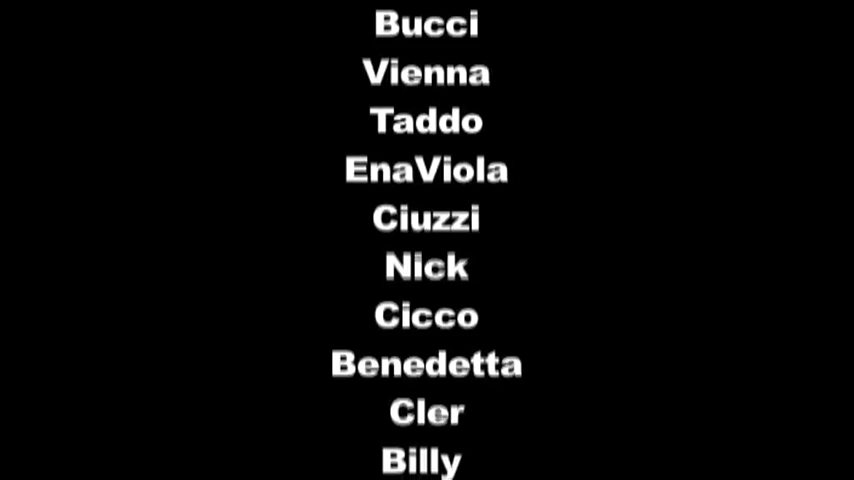 Bucci
Vienna
Taddo
EnaViola
Ciuzzi
Nick
Cicco
Benedetta
Cler
Billy